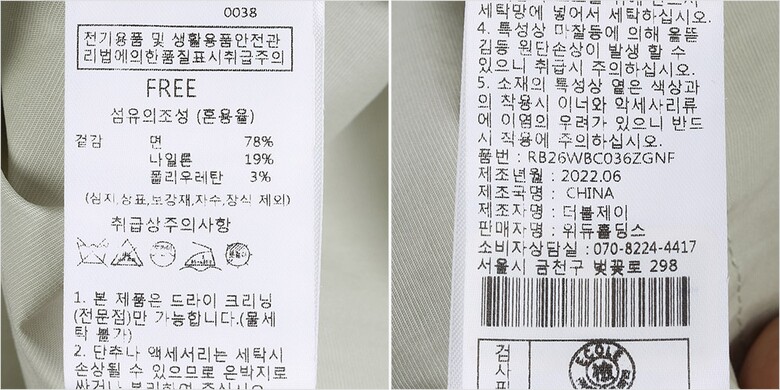 0038
전기용품 및 생활용품안전관
리법에의한품질표시취급주의
FREE
섬유의조성 (혼용율)
겉감 면 78%
나일론 19%
폴리우레탄 3%
(심지,상표,보강재,자수,장식 제외)
취급상주의사항
1. 본 제품은 드라이 크리닝
(전문점)만 가능합니다.(물세
탁 불가)
2. 단추나 액세서리는 세탁시
손상될 수 있으므로 은박지로
세탁망에 넣어서 세탁하십시오.
4. 특성상 마찰등에 의해 올뜯
김등 원단손상이 발생 할 수
있으니 취급시 주의하십시오.
5. 소재의 특성상 옅은 색상과
의 착용시 이너와 악세사리류
에 이염의 우려가 있으니 반드
시 착용에 주의하십시오.
품번 : RB26WBC036ZGNF
제조년월 : 2022.06
제조국명 : CHINA
제조자명 : 더블제이
판매자명 : 위듀홀딩스
소비자상담실 : 070-8224-4417
서울시 금천구 벚꽃로 298
검
사
ECOLE